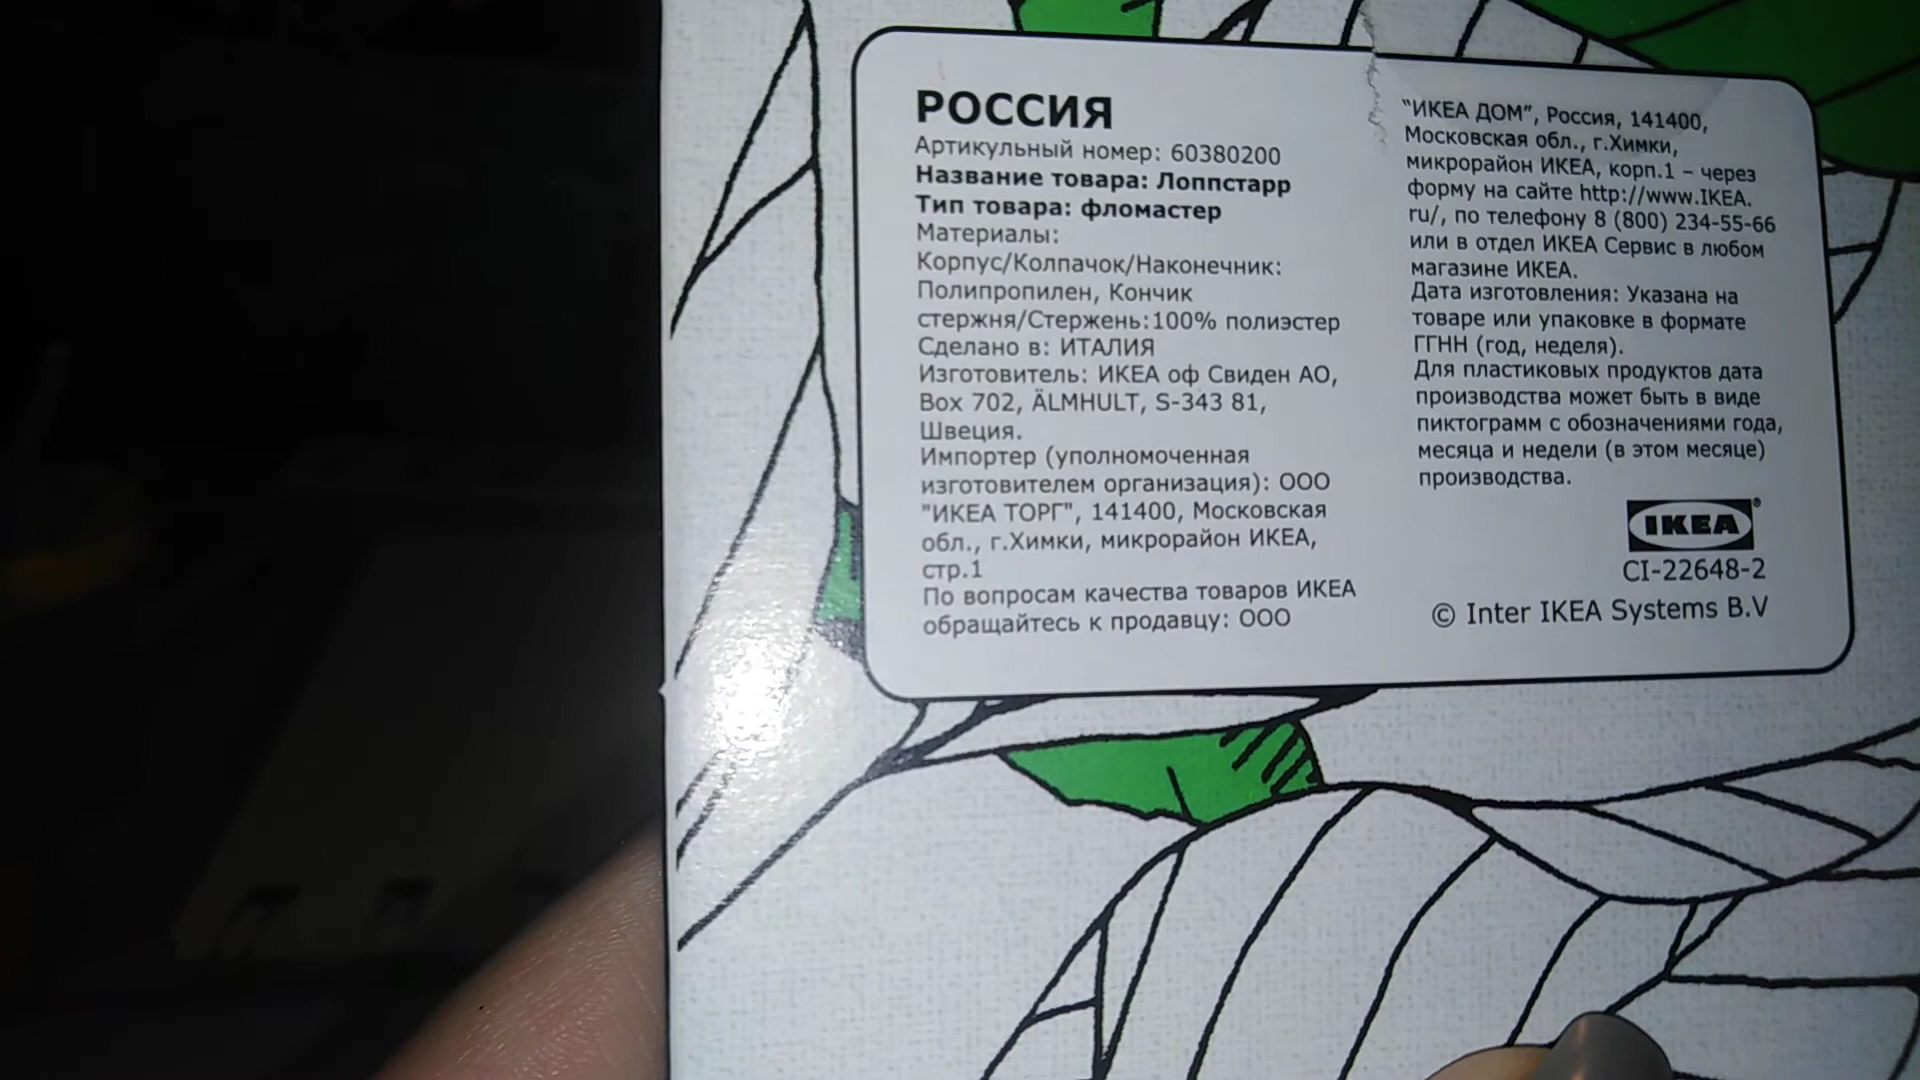 РОССИЯ
Артикульный номер: 60380200
Название товара: Лоппстарр
Тип товара: фломастер
Материалы:
Корпус/Колпачок/Наконечник:
Полипропилен, Кончик
стержня/Стержень:100% полиэстер
Сделано в: ИТАЛИЯ
Изготовитель: ИКЕА оф Свиден АО,
Box 702, ÄLMHULT, S-343 81,
Швеция.
Импортер (уполномоченная
изготовителем организация): ООО
"ИКЕА ТОРГ", 141400, Московская
обл., г.Химки, микрорайон ИКЕА,
стр.1
По вопросам качества товаров ИКЕА
обращайтесь к продавцу: ООО
"ИКЕА ДОМ", Россия, 141400,
Московская обл., г.Химки,
микрорайон ИКЕА, корп.1 – через
форму на сайте http://www.IKEA.
ru/, по телефону 8 (800) 234-55-66
или в отдел ИКЕА Сервис в любом
магазине ИКЕА.
Дата изготовления: Указана на
товаре или упаковке в формате
ГГНН (год, неделя).
Для пластиковых продуктов дата
производства может быть в виде
пиктограмм с обозначениями года,
месяца и недели (в этом месяце)
производства.
IKEA®
CI-22648-2
© Inter IKEA Systems B.V